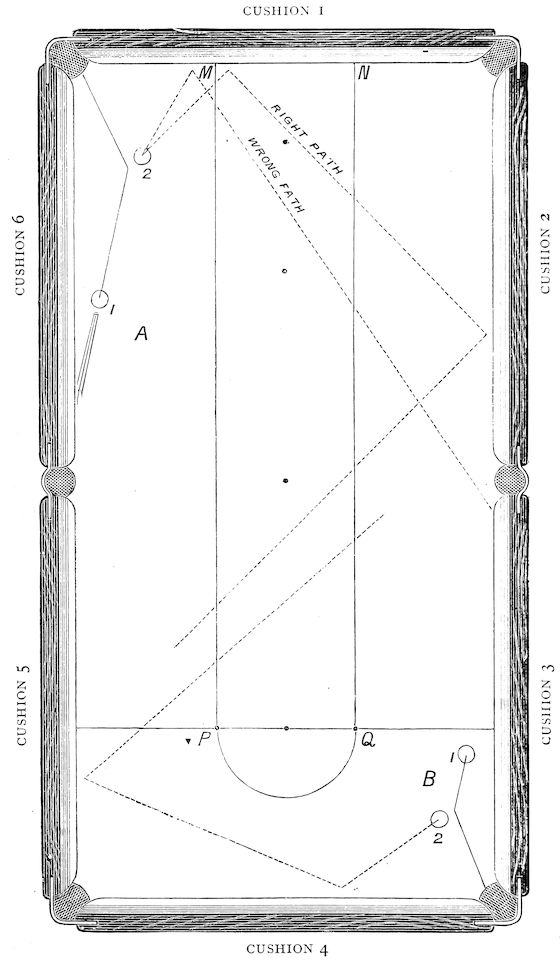 CUSHION 1
M
N
RIGHT PATH
WRONG PATH
2
CUSHION 6
CUSHION 2
1
A
P
Q
CUSHION 5
CUSHION 3
1
B
2
CUSHION 4